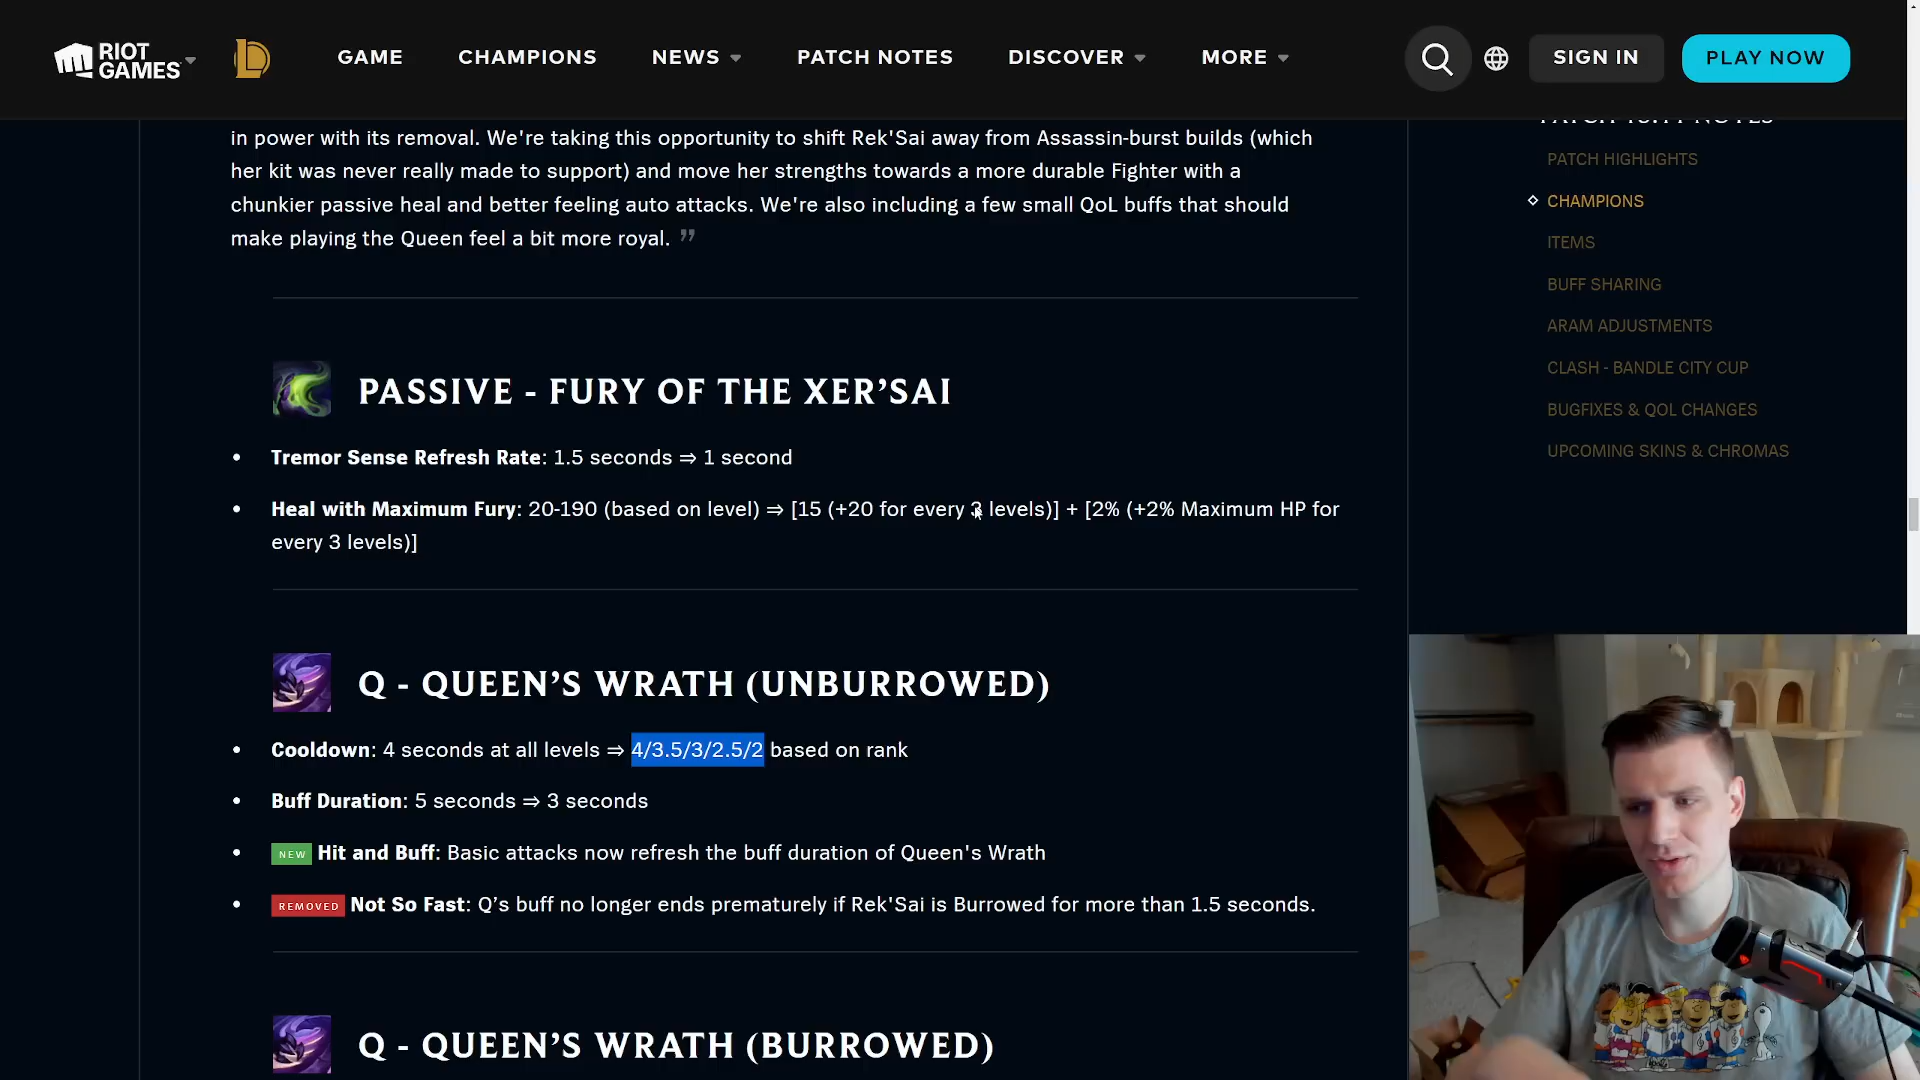 RIOT GAMES
GAME
CHAMPIONS
NEWS
PATCH NOTES
DISCOVER
MORE
SIGN IN
PLAY NOW
in power with its removal. We're taking this opportunity to shift Rek'Sai away from Assassin-burst builds (which
her kit was never really made to support) and move her strengths towards a more durable Fighter with a
chunkier passive heal and better feeling auto attacks. We're also including a few small QoL buffs that should
make playing the Queen feel a bit more royal. ”
PASSIVE - FURY OF THE XER’SAI
• Tremor Sense Refresh Rate: 1.5 seconds ⇒ 1 second
• Heal with Maximum Fury: 20-190 (based on level) ⇒ [15 (+20 for every 3 levels)] + [2% (+2% Maximum HP for
every 3 levels)]
Q - QUEEN’S WRATH (UNBURROWED)
• Cooldown: 4 seconds at all levels ⇒ 4/3.5/3/2.5/2 based on rank
• Buff Duration: 5 seconds ⇒ 3 seconds
• NEW Hit and Buff: Basic attacks now refresh the buff duration of Queen's Wrath
• REMOVED Not So Fast: Q’s buff no longer ends prematurely if Rek'Sai is Burrowed for more than 1.5 seconds.
Q - QUEEN’S WRATH (BURROWED)
PATCH HIGHLIGHTS
CHAMPIONS
ITEMS
BUFF SHARING
ARAM ADJUSTMENTS
CLASH - BANDLE CITY CUP
BUGFIXES & QOL CHANGES
UPCOMING SKINS & CHROMAS